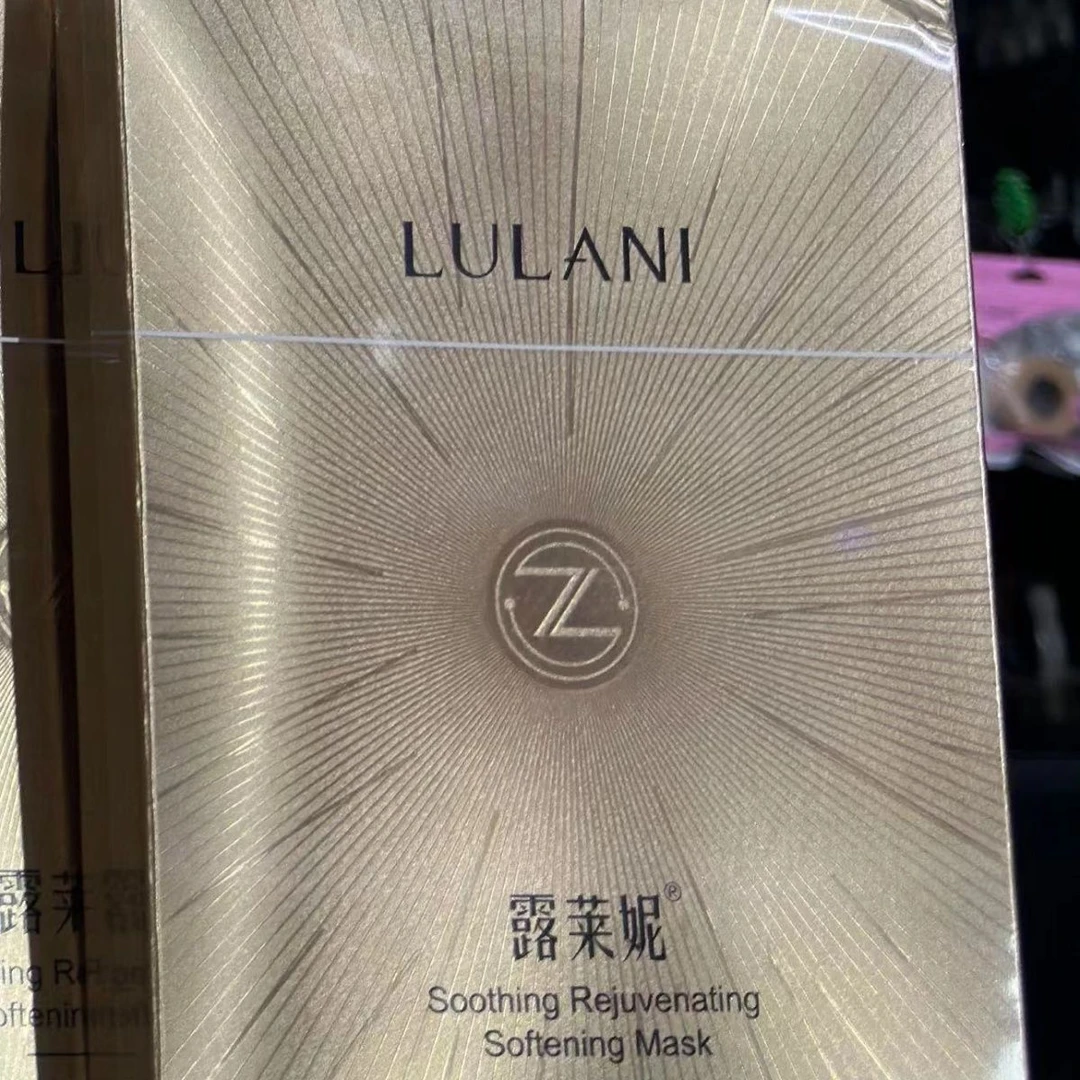 LULANI
露莱妮®
Soothing Rejuvenating
Softening Mask